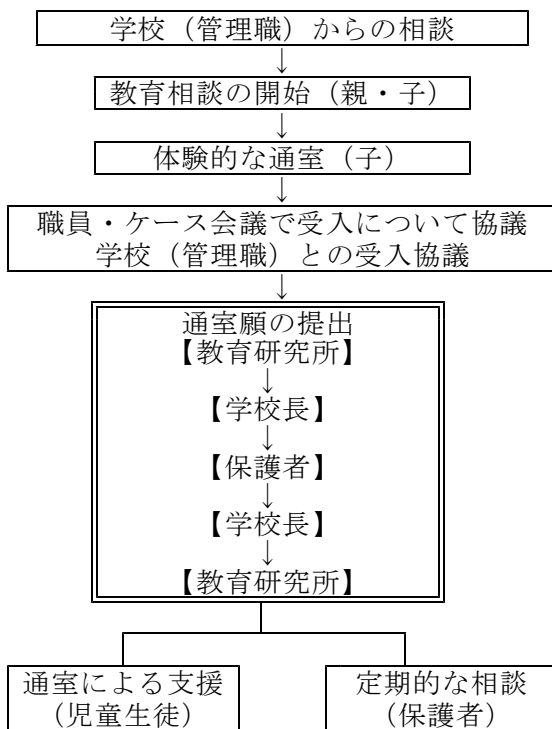 学校（管理職）からの相談
↓
教育相談の開始（親・子）
↓
体験的な通室（子）
↓
職員・ケース会議で受入について協議
学校（管理職）との受入協議
↓
通室願の提出
【教育研究所】
↓
【学校長】
↓
【保護者】
↓
【学校長】
↓
【教育研究所】
通室による支援
（児童生徒）
定期的な相談
（保護者）